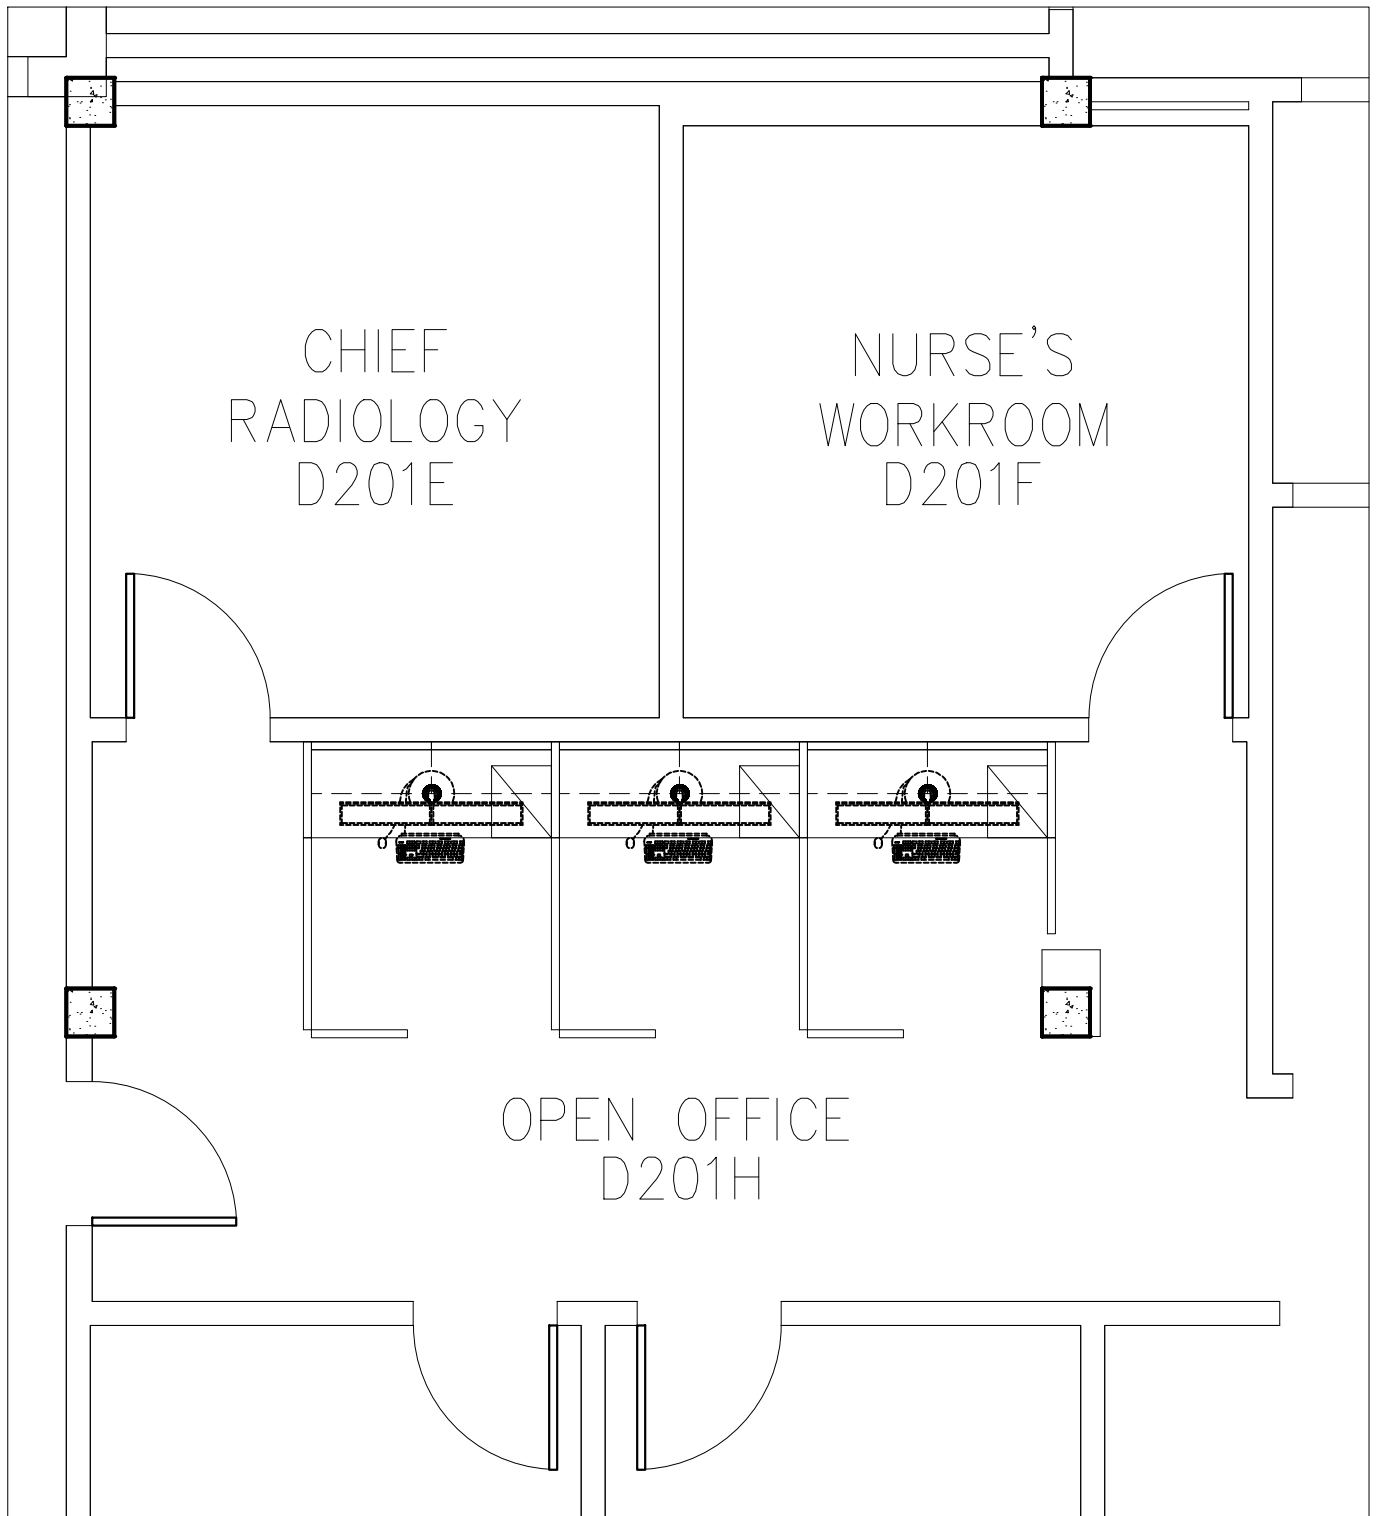 CHIEF
RADIOLOGY
D201E
NURSE'S
WORKROOM
D201F
OPEN OFFICE
D201H